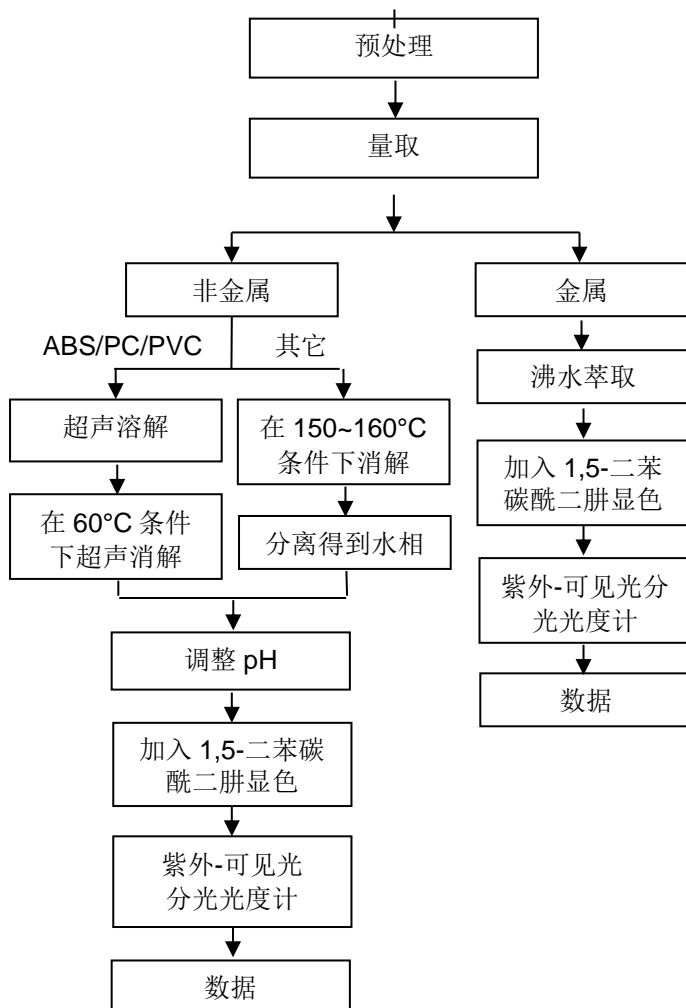 预处理
量取
非金属
金属
ABS/PC/PVC
其它
沸水萃取
超声溶解
在 150~160°C
条件下消解
加入 1,5-二苯
碳酰二肼显色
在 60°C 条件
下超声消解
分离得到水相
紫外-可见光分
光光度计
调整 pH
数据
加入 1,5-二苯碳
酰二肼显色
紫外-可见光
分光光度计
数据